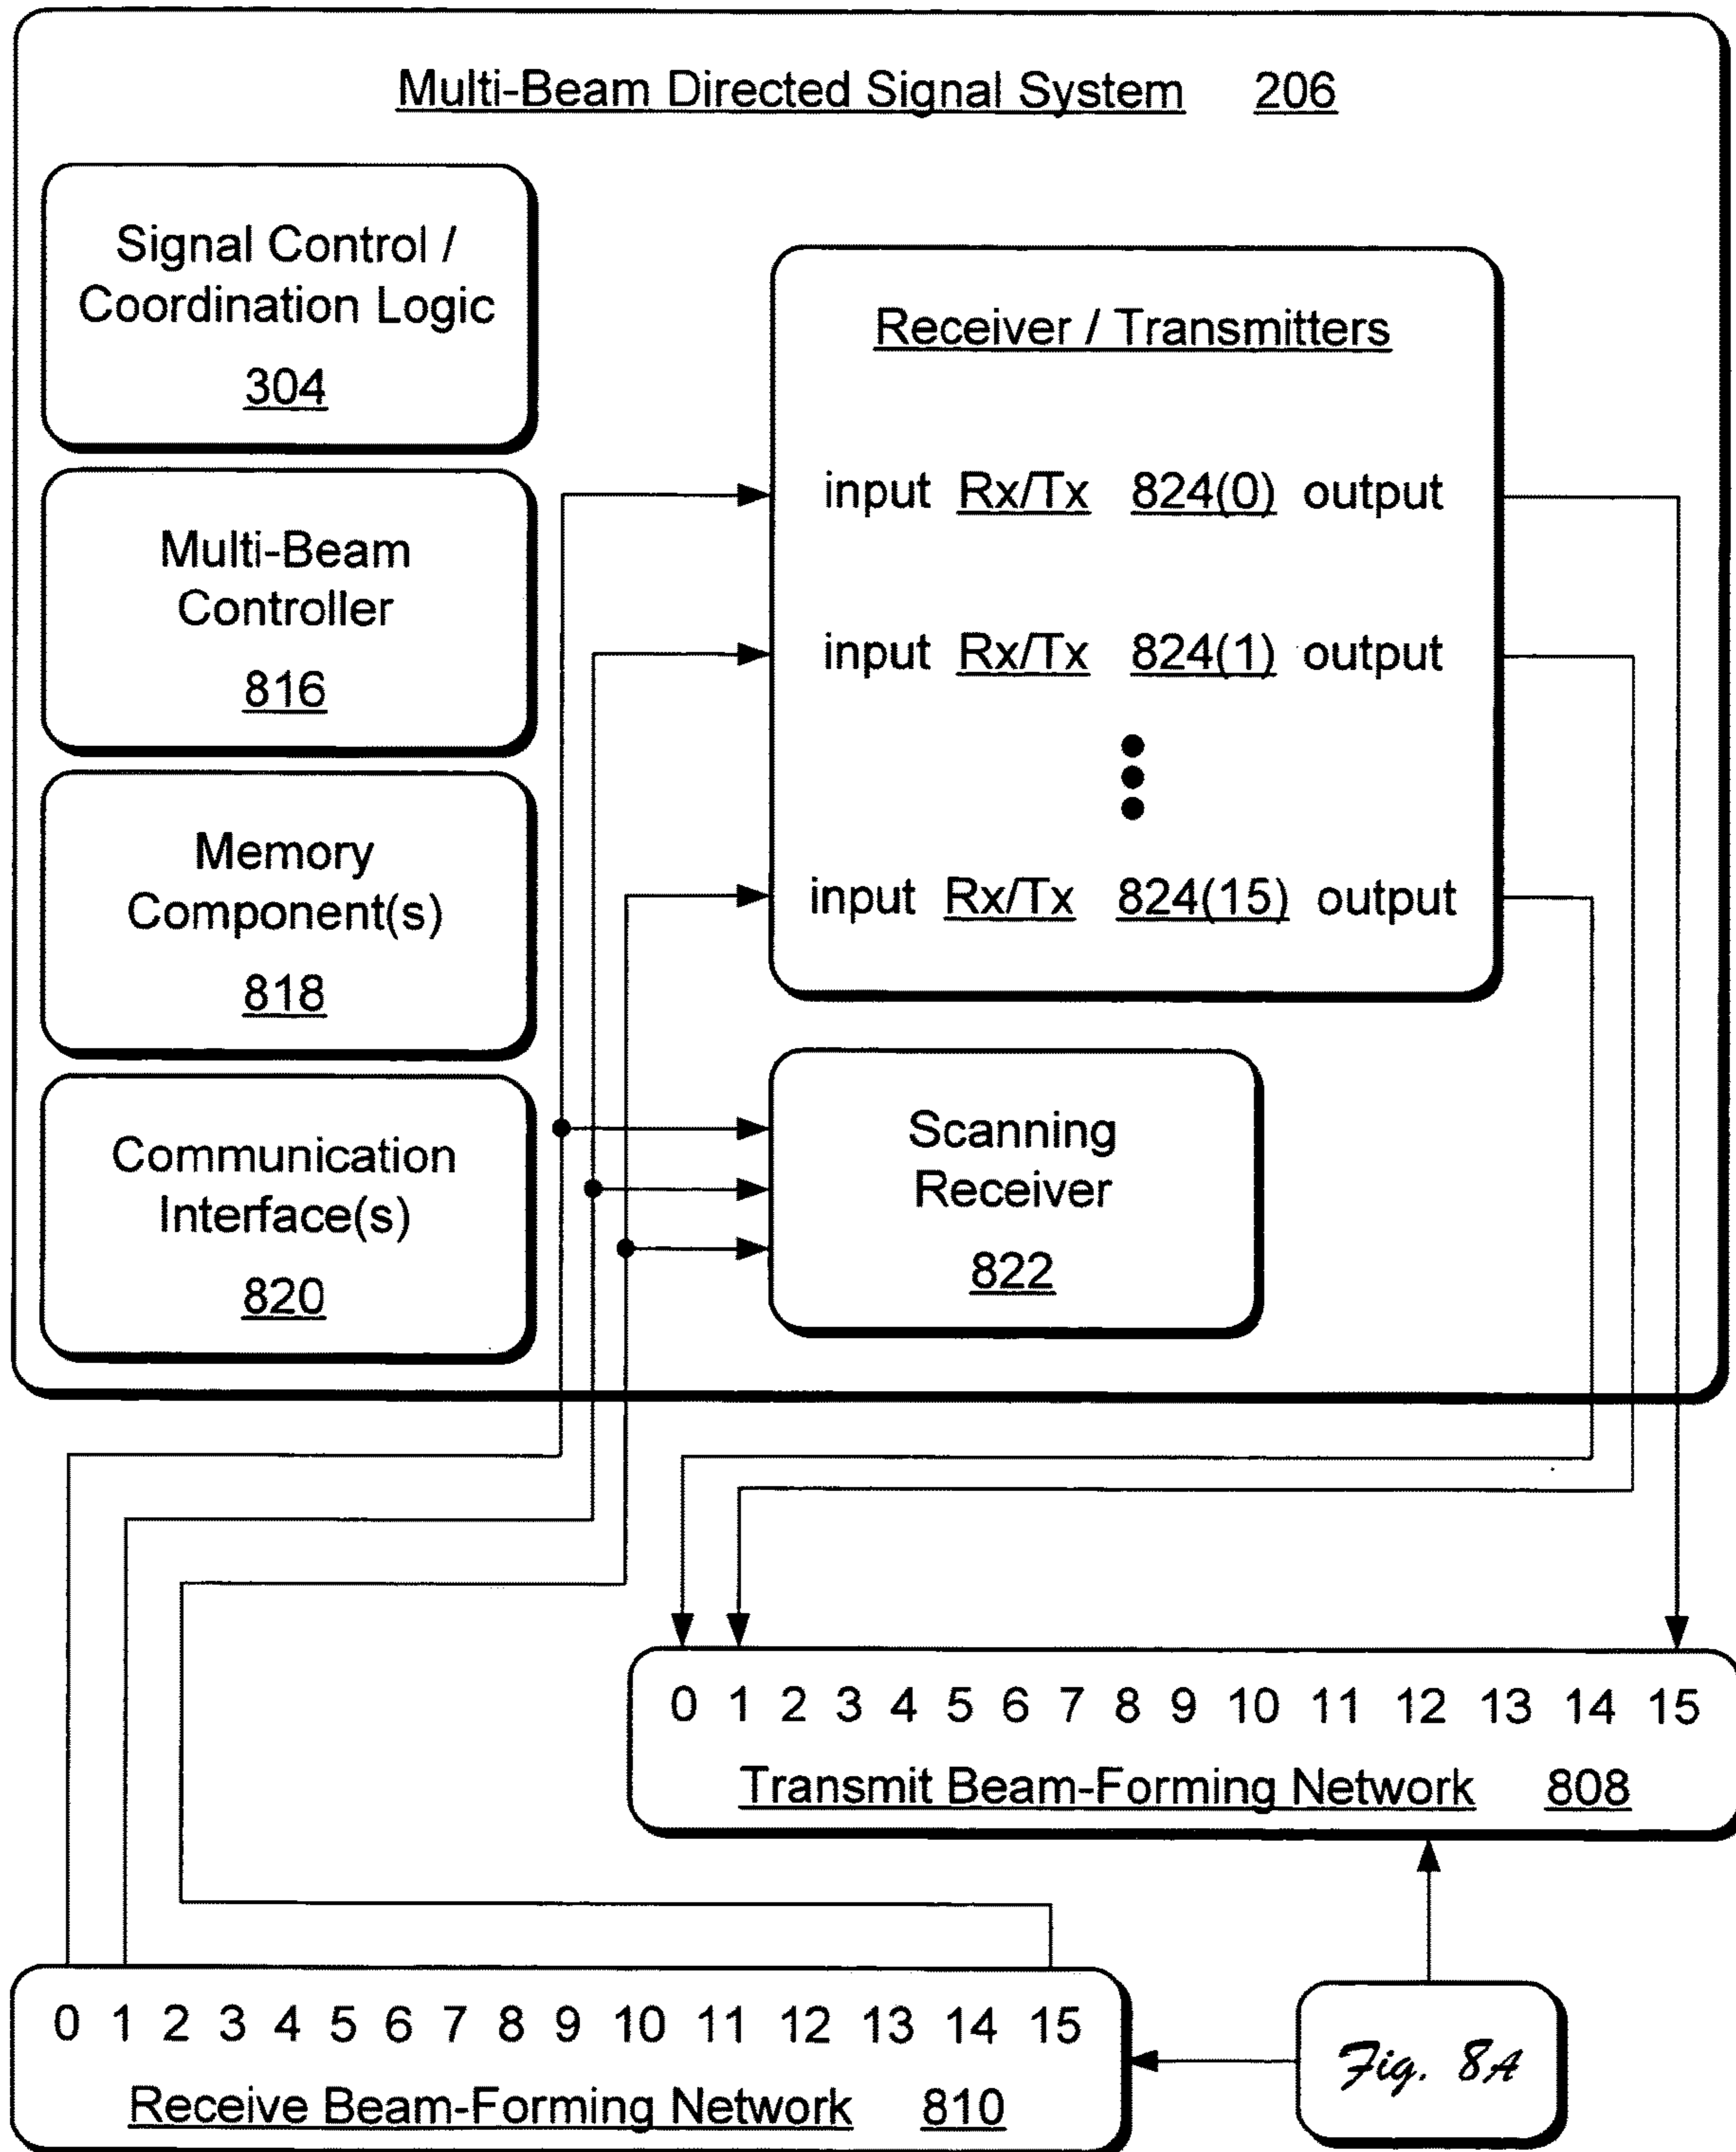 Multi-Beam Directed Signal System 206
Signal Control /
Coordination Logic
304
Multi-Beam
Controller
816
Memory
Component(s)
818
Communication
Interface(s)
820
Receiver / Transmitters
input Rx/Tx 824(0) output
input Rx/Tx 824(1) output
input Rx/Tx 824(15) output
Scanning
Receiver
822
0 1 2 3 4 5 6 7 8 9 10 11 12 13 14 15
Transmit Beam-Forming Network 808
0 1 2 3 4 5 6 7 8 9 10 11 12 13 14 15
Receive Beam-Forming Network 810
Fig. 8A